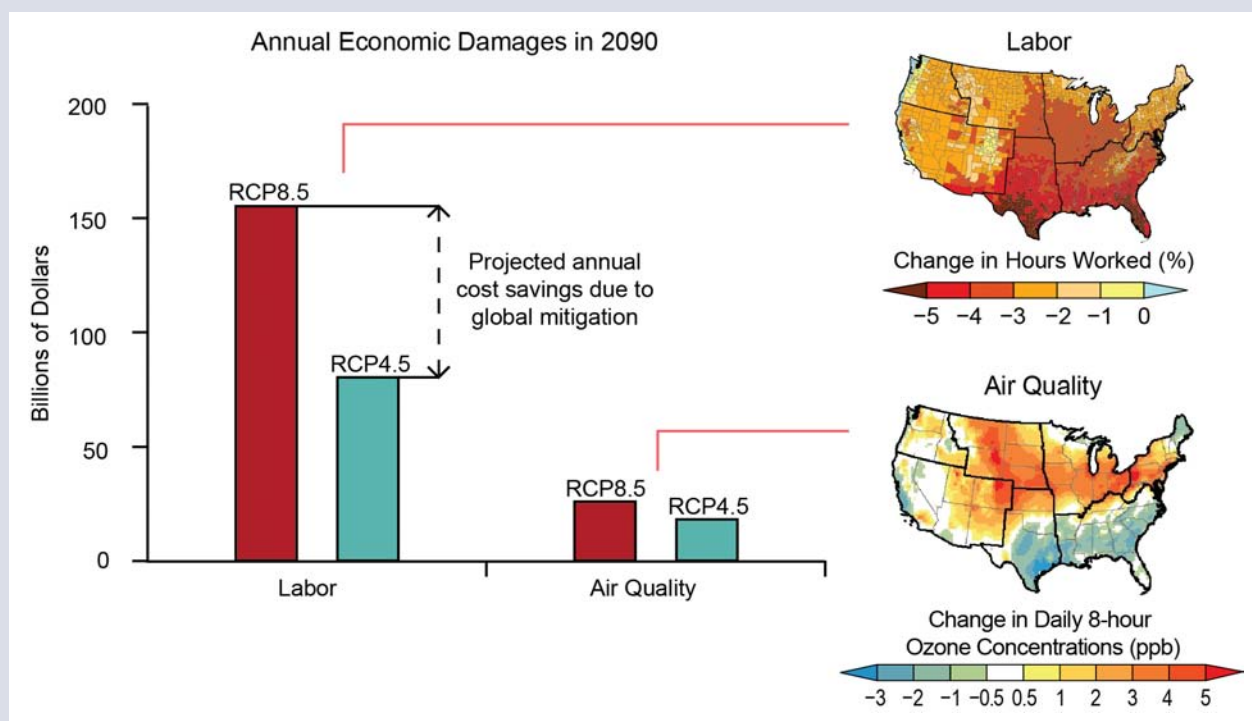 Annual Economic Damages in 2090
Billions of Dollars
200
150
100
50
0
RCP8.5
RCP4.5
Projected annual
cost savings due to
global mitigation
RCP8.5
RCP4.5
Labor
Air Quality
Labor
Change in Hours Worked (%)
−5 −4 −3 −2 −1 0
Air Quality
Change in Daily 8-hour
Ozone Concentrations (ppb)
−3 −2 −1 −0.5 0.5 1 2 3 4 5